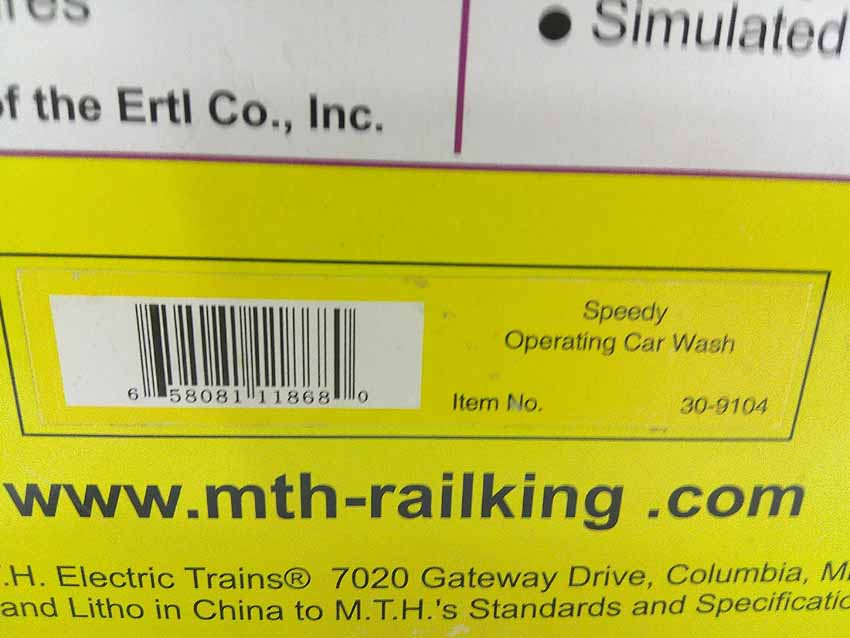 ● Simulated
of the Ertl Co., Inc.
Speedy
Operating Car Wash
6 58081 11868 0
Item No. 30-9104
www.mth-railking .com
.H. Electric Trains® 7020 Gateway Drive, Columbia,
and Litho in China to M.T.H.'s Standards and